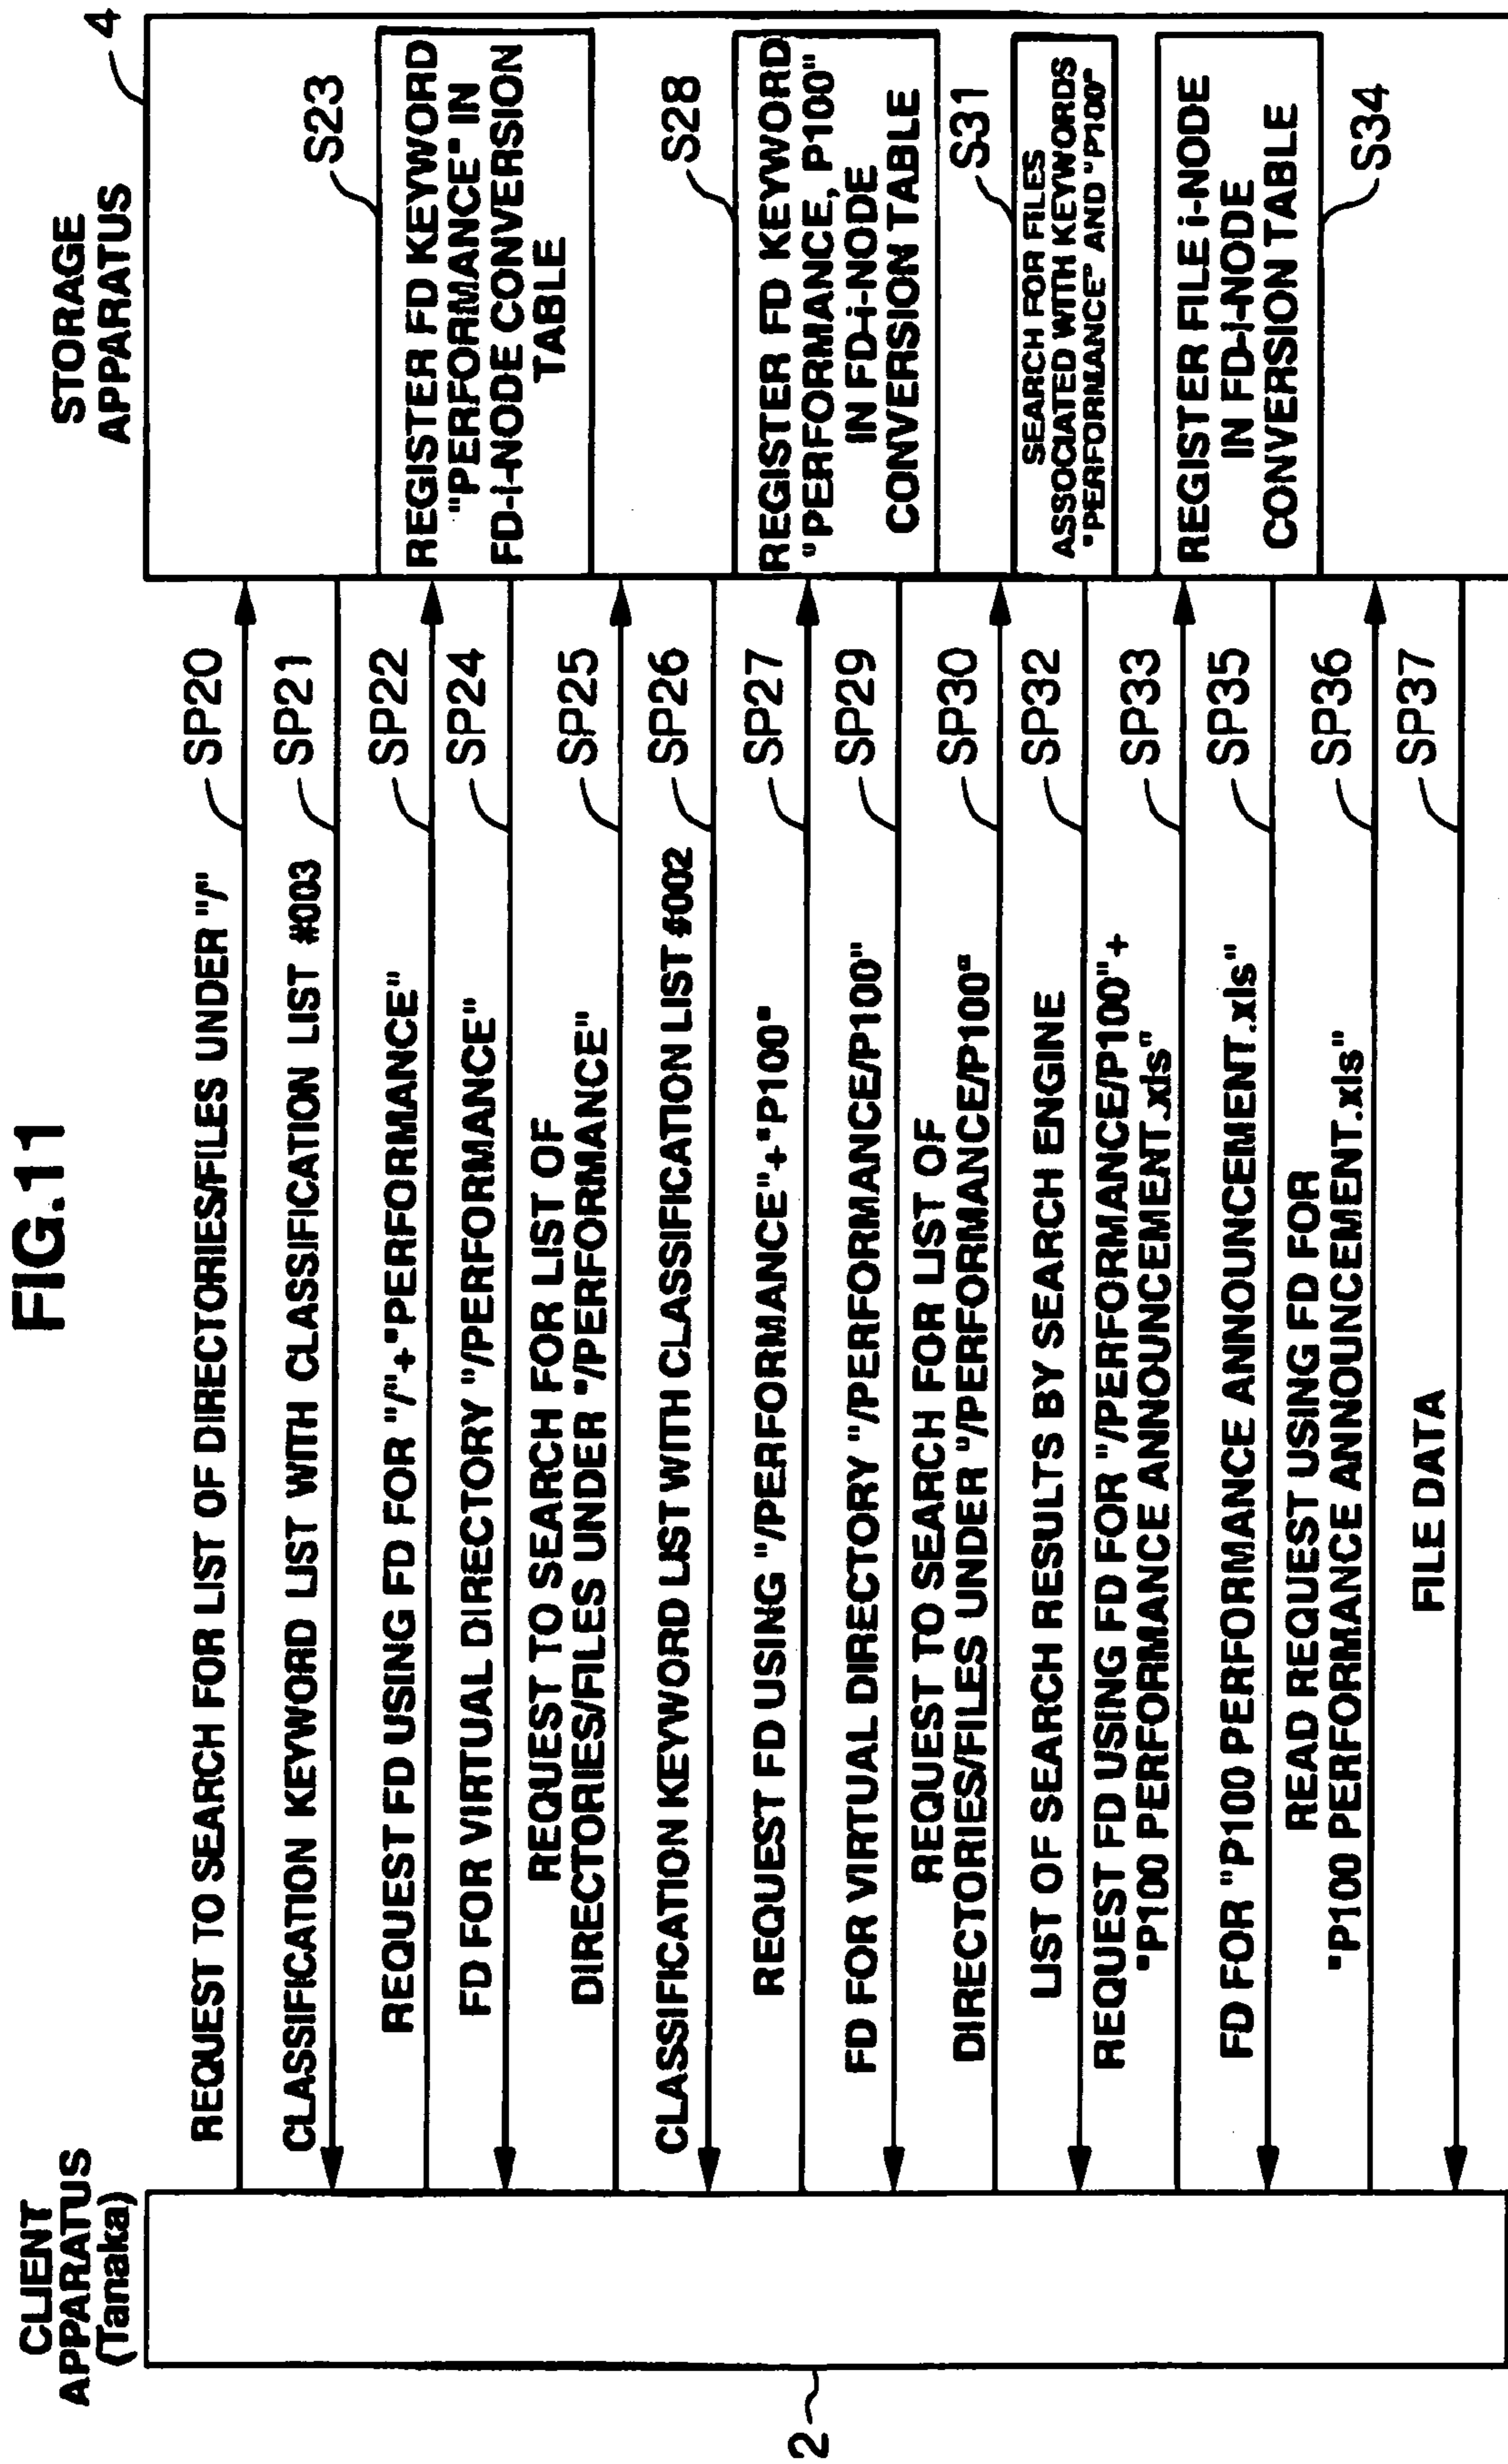 FIG.11
CLIENT
APPARATUS
(Tanaka)
2
STORAGE
APPARATUS
4
REQUEST TO SEARCH FOR LIST OF DIRECTORIES/FILES UNDER "/"
SP20
CLASSIFICATION KEYWORD LIST WITH CLASSIFICATION LIST #003
SP21
REQUEST FD USING FD FOR "/"+"PERFORMANCE"
SP22
S23
REGISTER FD KEYWORD
"PERFORMANCE" IN
FD-i-NODE CONVERSION
TABLE
FD FOR VIRTUAL DIRECTORY "/PERFORMANCE"
SP24
REQUEST TO SEARCH FOR LIST OF
DIRECTORIES/FILES UNDER "/PERFORMANCE"
SP25
CLASSIFICATION KEYWORD LIST WITH CLASSIFICATION LIST #002
SP26
REQUEST FD USING "/PERFORMANCE"+"P100"
SP27
S28
REGISTER FD KEYWORD
"PERFORMANCE, P100"
IN FD-i-NODE
CONVERSION TABLE
FD FOR VIRTUAL DIRECTORY "/PERFORMANCE/P100"
SP29
REQUEST TO SEARCH FOR LIST OF
DIRECTORIES/FILES UNDER "/PERFORMANCE/P100"
SP30
S31
SEARCH FOR FILES
ASSOCIATED WITH KEYWORDS
"PERFORMANCE" AND "P100"
LIST OF SEARCH RESULTS BY SEARCH ENGINE
SP32
REQUEST FD USING FD FOR "/PERFORMANCE/P100"+
"P100 PERFORMANCE ANNOUNCEMENT.xls"
SP33
REGISTER FILE i-NODE
IN FD-i-NODE
CONVERSION TABLE
S34
FD FOR "P100 PERFORMANCE ANNOUNCEMENT.xls"
SP35
READ REQUEST USING FD FOR
"P100 PERFORMANCE ANNOUNCEMENT.xls"
SP36
FILE DATA
SP37